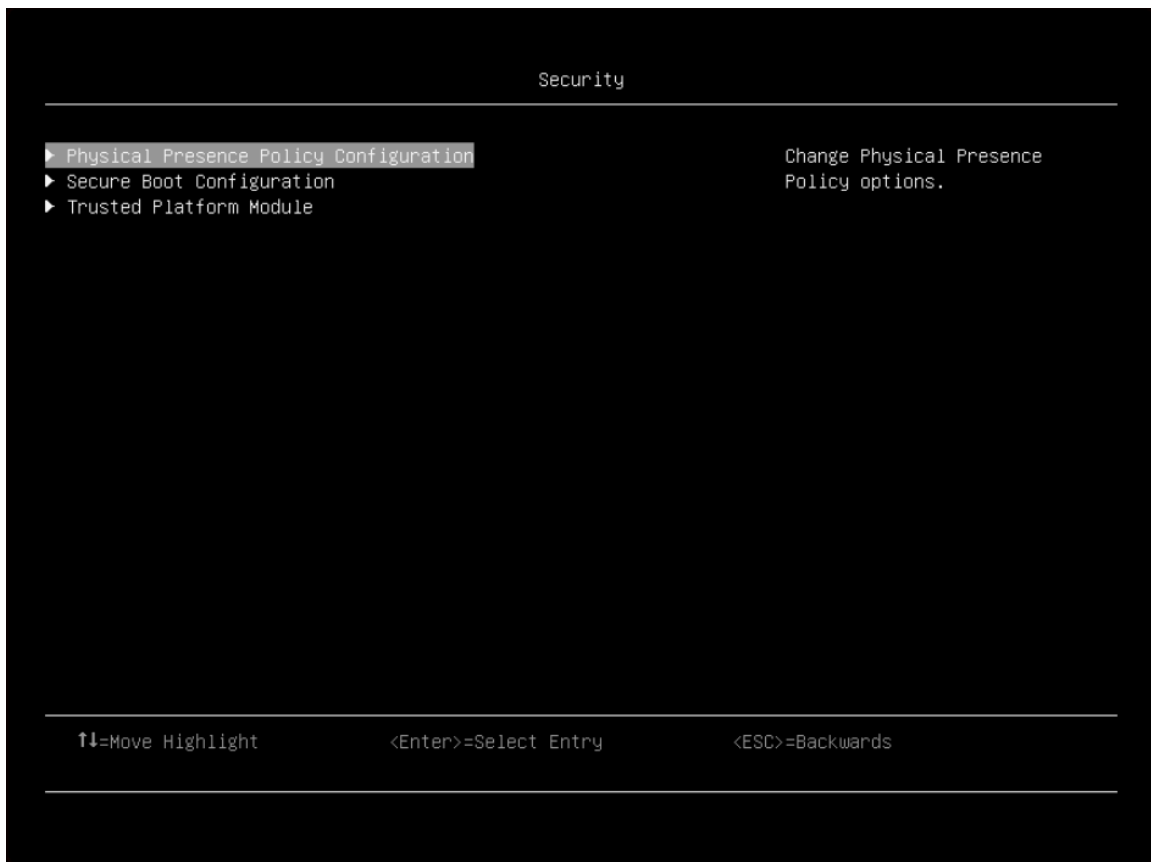 Security
▶ Physical Presence Policy Configuration
▶ Secure Boot Configuration
▶ Trusted Platform Module
Change Physical Presence
Policy options.
↑↓=Move Highlight <Enter>=Select Entry <ESC>=Backwards